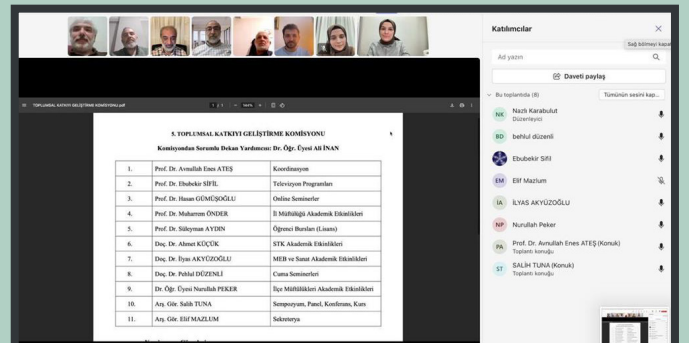 TOPLUMSAL KATKIYI GELİŞTİRME KOMİSYONU.pdf
5. TOPLUMSAL KATKIYI GELİŞTİRME KOMİSYONU
Komisyondan Sorumlu Dekan Yardımcısı: Dr. Öğr. Üyesi Ali İNAN
1. Prof. Dr. Avnullah Enes ATEŞ Koordinasyon
2. Prof. Dr. Ebubekir SİFİL Televizyon Programları
3. Prof. Dr. Hasan GÜMÜŞOĞLU Online Seminerler
4. Prof. Dr. Muharrem ÖNDER İl Müftülüğü Akademik Etkinlikleri
5. Prof. Dr. Süleyman AYDIN Öğrenci Bursları (Lisans)
6. Doç. Dr. Ahmet KÜÇÜK STK Akademik Etkinlikleri
7. Doç. Dr. İlyas AKYÜZOĞLU MEB ve Sanat Akademik Etkinlikleri
8. Doç. Dr. Pehlul DÜZENLİ Cuma Seminerleri
9. Dr. Öğr. Üyesi Nurullah PEKER İlçe Müftülükleri Akademik Etkinlikleri
10. Arş. Gör. Salih TUNA Sempozyum, Panel, Konferans, Kurs
11. Arş. Gör. Elif MAZLUM Sekreterya
Katılımcılar
Sağ bölmeyi kapat
Ad yazın
Daveti paylaş
Bu toplantıda (8) Tümünün sesini kap...
NK Nazlı Karabulut
Düzenleyici
BD behlul düzenli
Ebubekir Sifil
EM Elif Mazlum
İA İLYAS AKYÜZOĞLU
NP Nurullah Peker
PA Prof. Dr. Avnullah Enes ATEŞ (Konuk)
Toplantı konuğu
ST SALİH TUNA (Konuk)
Toplantı konuğu